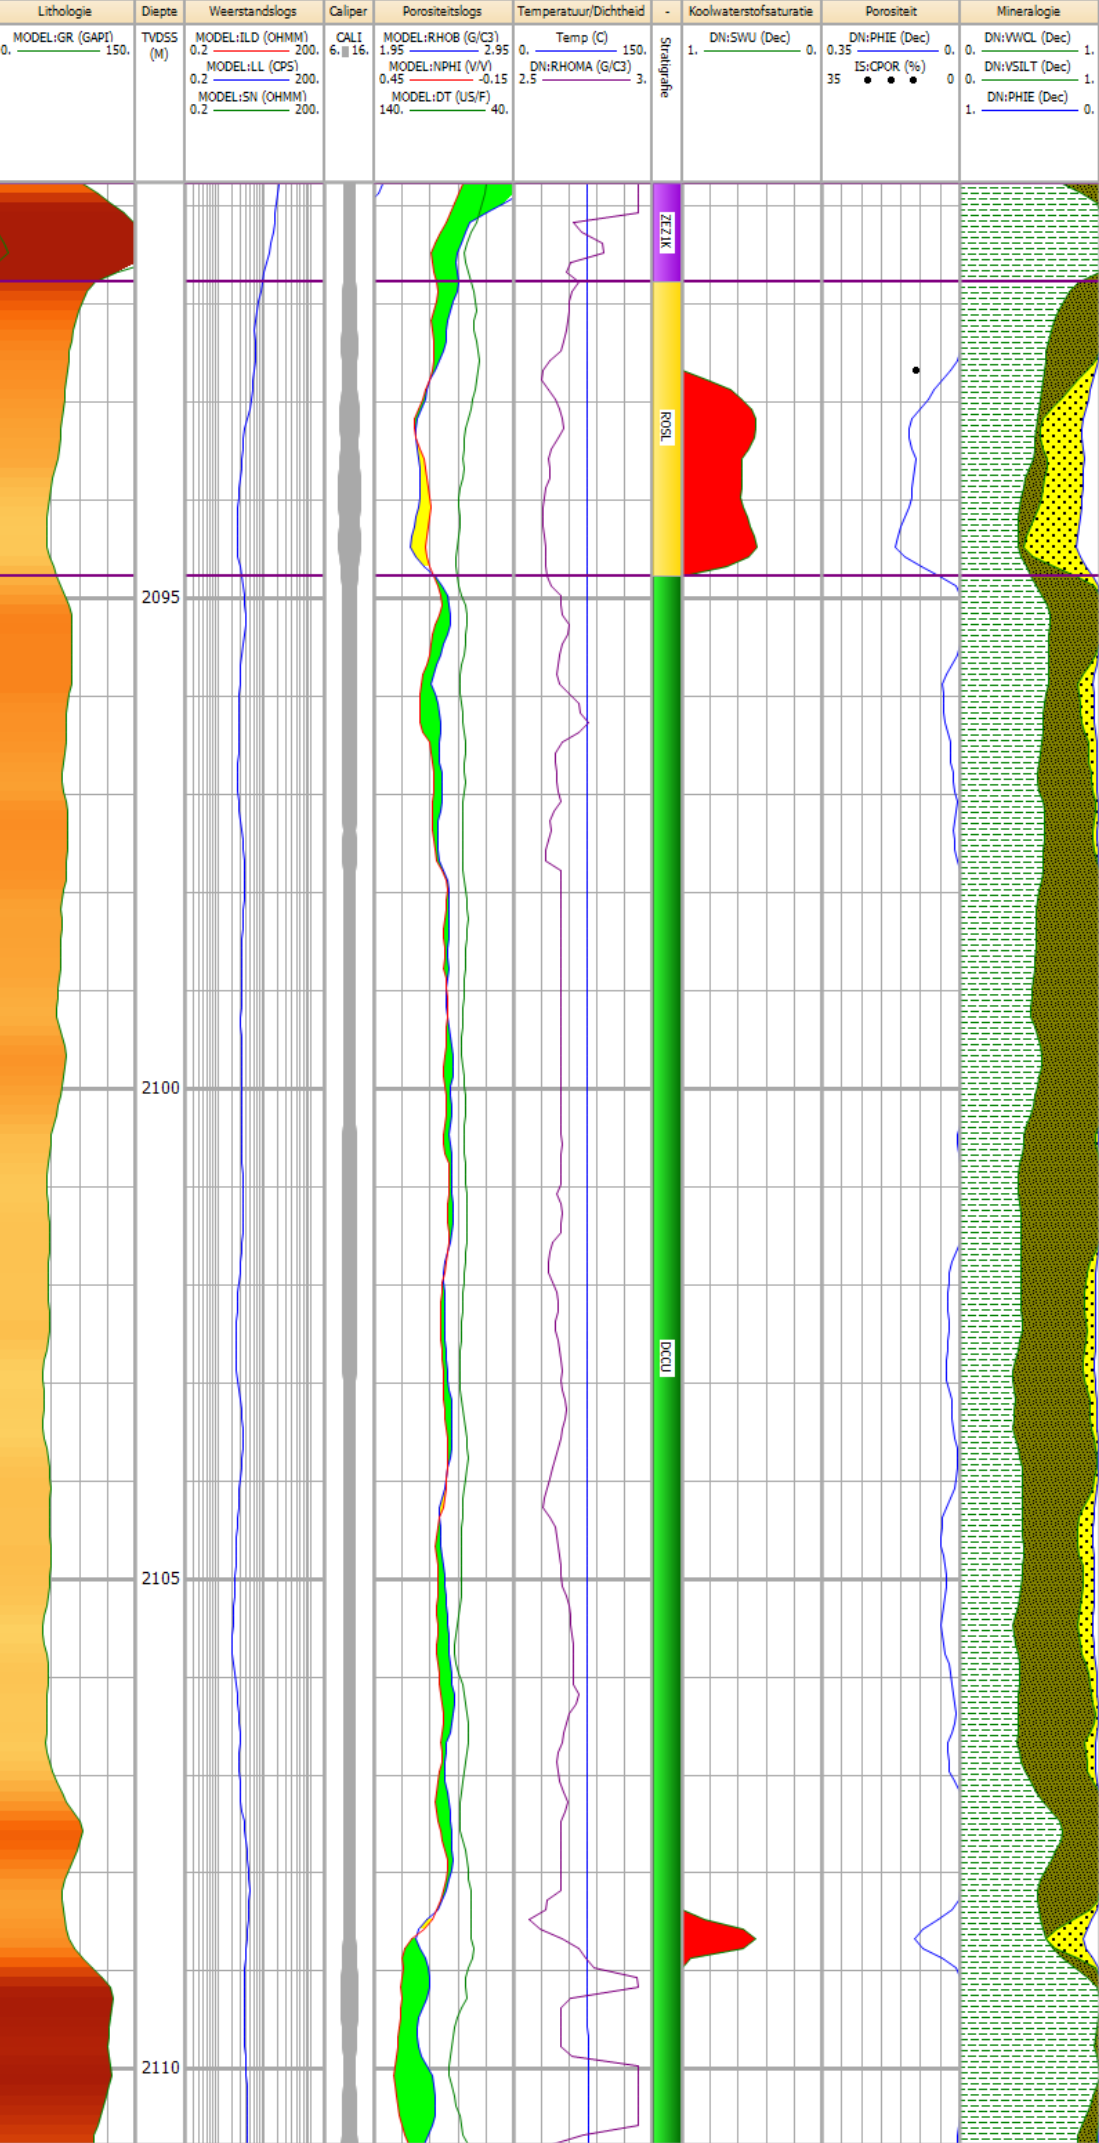 Lithologie Diepte Weerstandslogs Caliper Porositeitslogs Temperatuur/Dichtheid - Koolwaterstofsaturatie Porositeit Mineralogie
MODEL:GR (GAPI)
0. 150.
TVDSS
(M)
MODEL:ILD (OHMM)
0.2 200.
MODEL:LL (CPS)
0.2 200.
MODEL:SN (OHMM)
0.2 200.
CALI
6. 16.
MODEL:RHOB (G/C3)
1.95 2.95
MODEL:NPHI (V/V)
0.45 -0.15
MODEL:DT (US/F)
140. 40.
Temp (C)
0. 150.
DN:RHOMA (G/C3)
2.5 3.
Stratigrafie
DN:SWU (Dec)
1. 0.
DN:PHIE (Dec)
0.35 0.
IS:CPOR (%)
35 0
DN:VWCL (Dec)
0. 1.
DN:VSILT (Dec)
0. 1.
DN:PHIE (Dec)
1. 0.
ZEZ1K
ROSL
2095
2100
DCCU
2105
2110